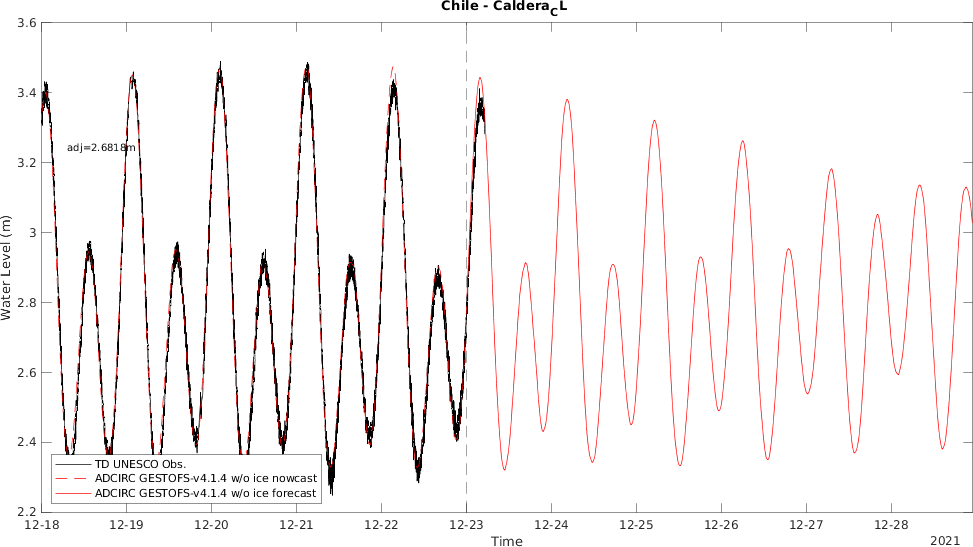 Chile - Caldera_CL
3.6
3.4
3.2
3
2.8
2.6
2.4
2.2
Water Level (m)
adj=2.6818m
TD UNESCO Obs.
ADCIRC GESTOFS-v4.1.4 w/o ice nowcast
ADCIRC GESTOFS-v4.1.4 w/o ice forecast
12-18 12-19 12-20 12-21 12-22 12-23 12-24 12-25 12-26 12-27 12-28
Time
2021